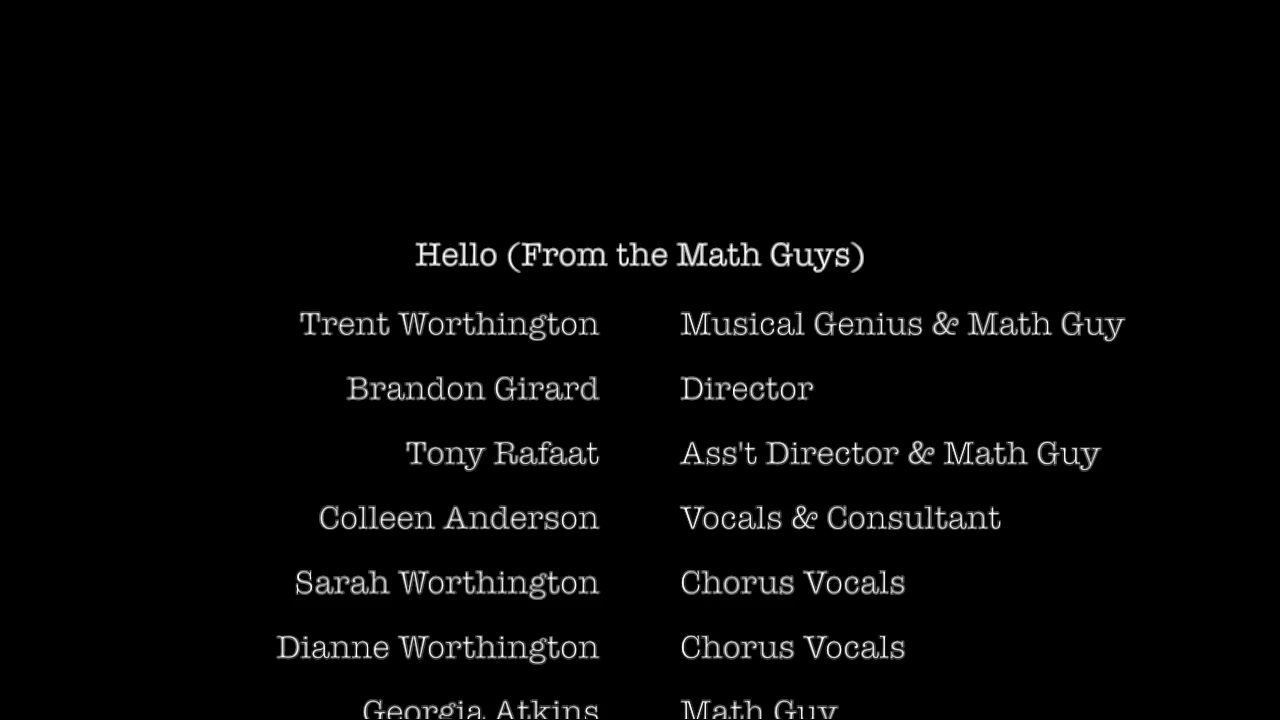 Hello (From the Math Guys)
Trent Worthington Musical Genius & Math Guy
Brandon Girard Director
Tony Rafaat Ass't Director & Math Guy
Colleen Anderson Vocals & Consultant
Sarah Worthington Chorus Vocals
Dianne Worthington Chorus Vocals
Georgia Atkins Math Guy